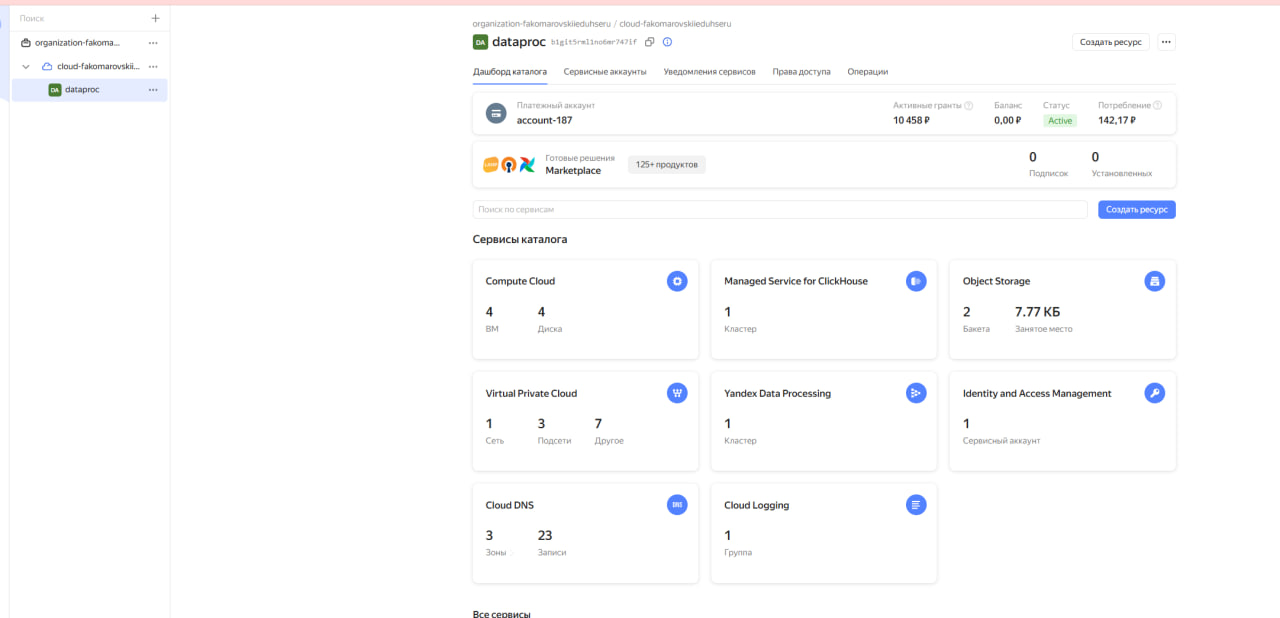 Поиск
organization-fakoma...
cloud-fakomarovskii...
DA dataproc
organization-fakomarovskiieduhseru / cloud-fakomarovskiieduhseru
DA dataproc b1git5rml1no6mr747if
Создать ресурс
Дашборд каталога Сервисные аккаунты Уведомления сервисов Права доступа Операции
Платежный аккаунт
account-187
Активные гранты
10 458 ₽
Баланс
0,00 ₽
Статус
Active
Потребление
142,17 ₽
Готовые решения
Marketplace
125+ продуктов
0
Подписок
0
Установленных
Поиск по сервисам
Создать ресурс
Сервисы каталога
Compute Cloud
4 4
ВМ Диска
Managed Service for ClickHouse
1
Кластер
Object Storage
2 7.77 КБ
Бакета Занятое место
Virtual Private Cloud
1 3 7
Сеть Подсети Другое
Yandex Data Processing
1
Кластер
Identity and Access Management
1
Сервисный аккаунт
Cloud DNS
DNS
3 23
Зоны Записи
Cloud Logging
1
Группа
Все сервисы